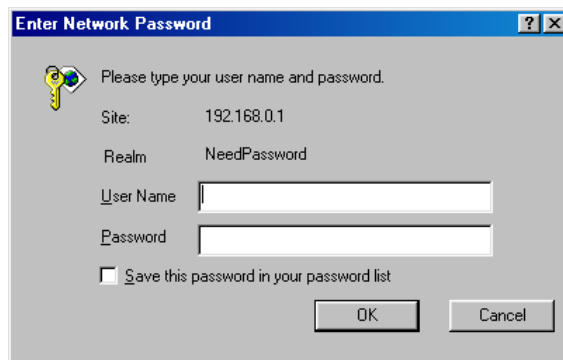 Enter Network Password
Please type your user name and password.
Site: 192.168.0.1
Realm NeedPassword
User Name
Password
Save this password in your password list
OK Cancel